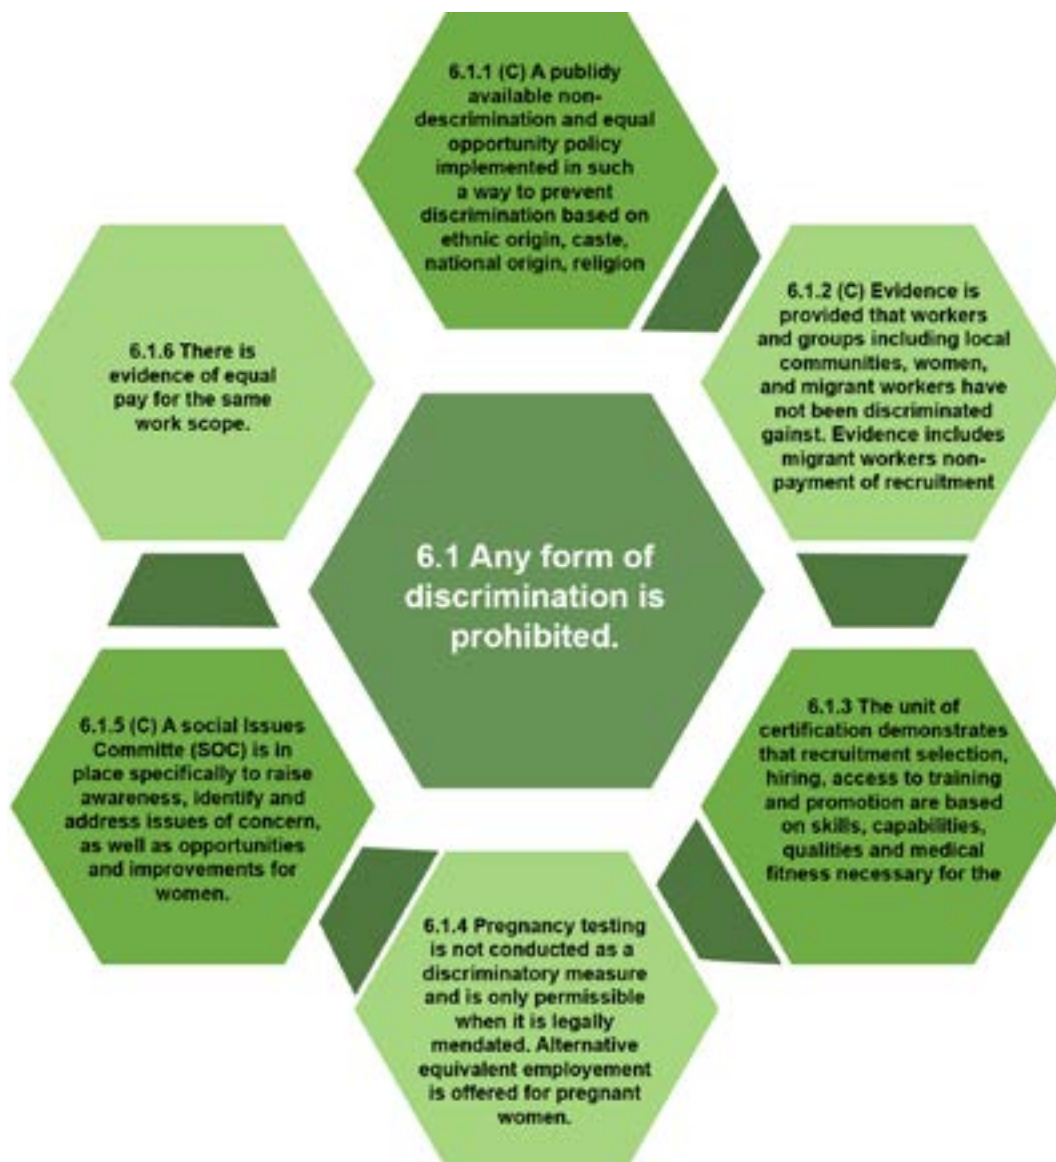 6.1.1 (C) A publidy
available non-
descrimination and equal
opportunity policy
implemented in such
a way to prevent
discrimination based on
ethnic origin, caste,
national origin, religion
6.1.2 (C) Evidence is
provided that workers
and groups including local
communities, women,
and migrant workers have
not been discriminated
gainst. Evidence includes
migrant workers non-
payment of recruitment
6.1.3 The unit of
certification demonstrates
that recruitment selection,
hiring, access to training
and promotion are based
on skills, capabilities,
qualities and medical
fitness necessary for the
6.1.4 Pregnancy testing
is not conducted as a
discriminatory measure
and is only permissible
when it is legally
mendated. Alternative
equivalent employement
is offered for pregnant
women.
6.1.5 (C) A social Issues
Committe (SOC) is in
place specifically to raise
awareness, identify and
address issues of concern,
as well as opportunities
and improvements for
women.
6.1.6 There is
evidence of equal
pay for the same
work scope.
6.1 Any form of
discrimination is
prohibited.